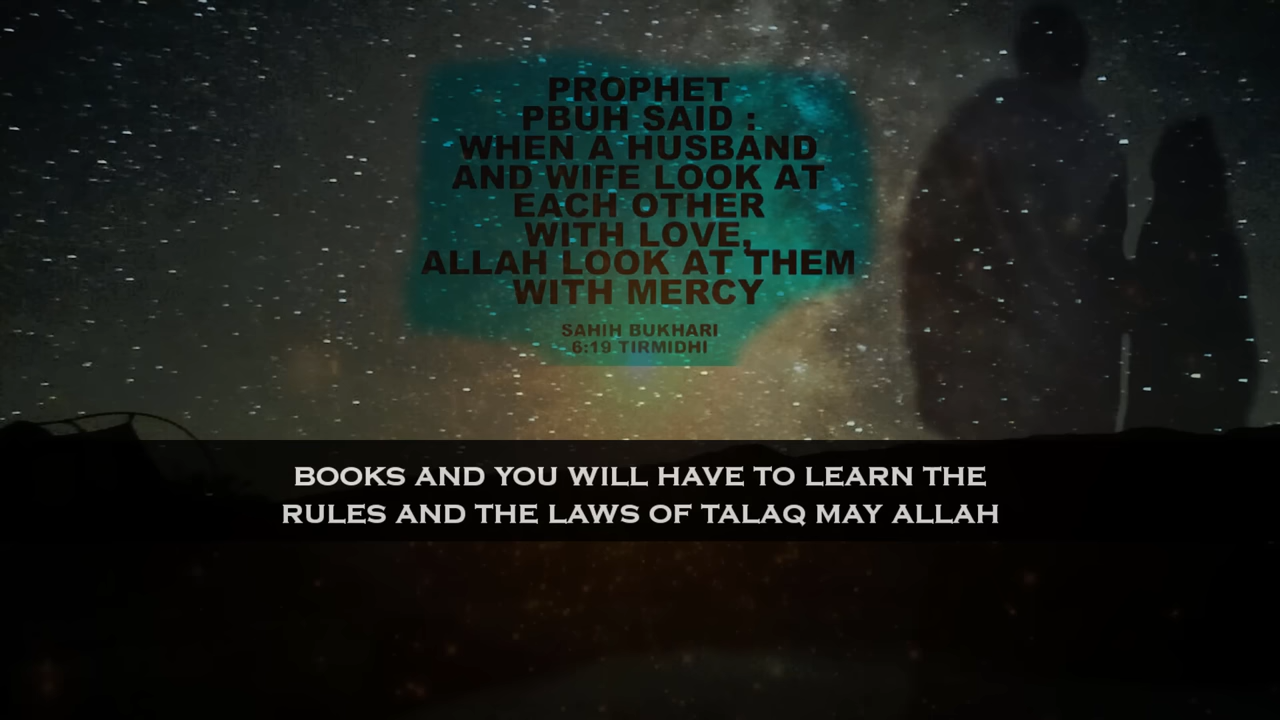 PROPHET
PBUH SAID :
WHEN A HUSBAND
AND WIFE LOOK AT
EACH OTHER
WITH LOVE,
ALLAH LOOK AT THEM
WITH MERCY
SAHIH BUKHARI
6:19 TIRMIDHI
BOOKS AND YOU WILL HAVE TO LEARN THE
RULES AND THE LAWS OF TALAQ MAY ALLAH